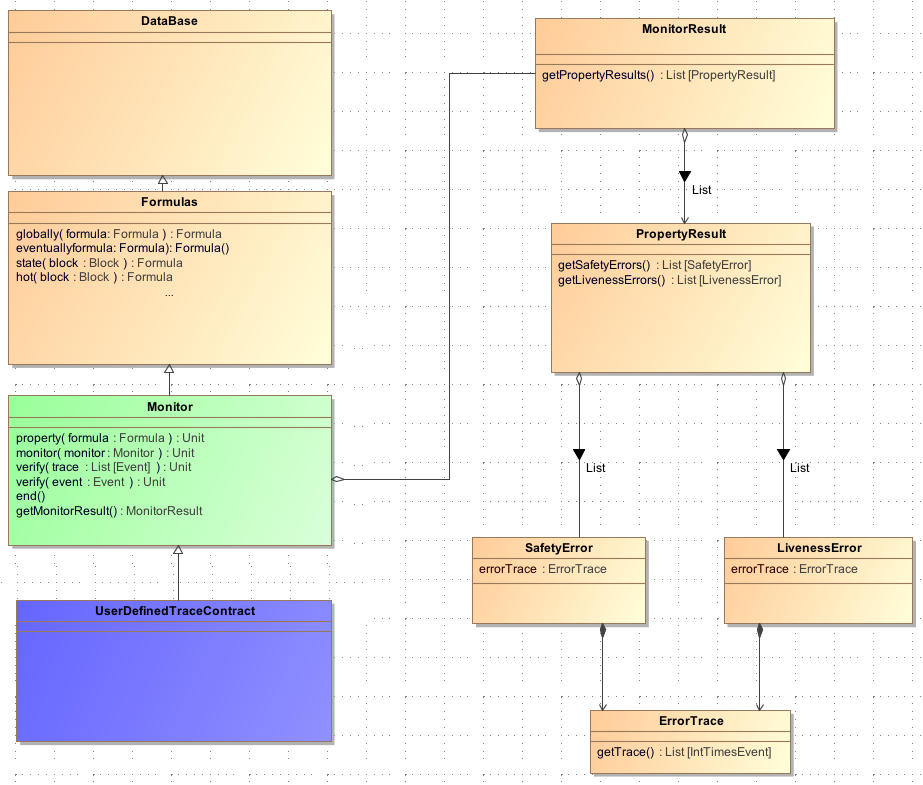 DataBase
Formulas
globally( formula: Formula ) : Formula
eventuallyformula: Formula): Formula()
state( block : Block ) : Formula
hot( block : Block ) : Formula
...
Monitor
property( formula : Formula ) : Unit
monitor( monitor : Monitor ) : Unit
verify( trace : List [Event] ) : Unit
verify( event : Event ) : Unit
end()
getMonitorResult() : MonitorResult
UserDefinedTraceContract
MonitorResult
getPropertyResults() : List [PropertyResult]
List
PropertyResult
getSafetyErrors() : List [SafetyError]
getLivenessErrors() : List [LivenessError]
List
List
SafetyError
errorTrace : ErrorTrace
LivenessError
errorTrace : ErrorTrace
ErrorTrace
getTrace() : List [IntTimesEvent]